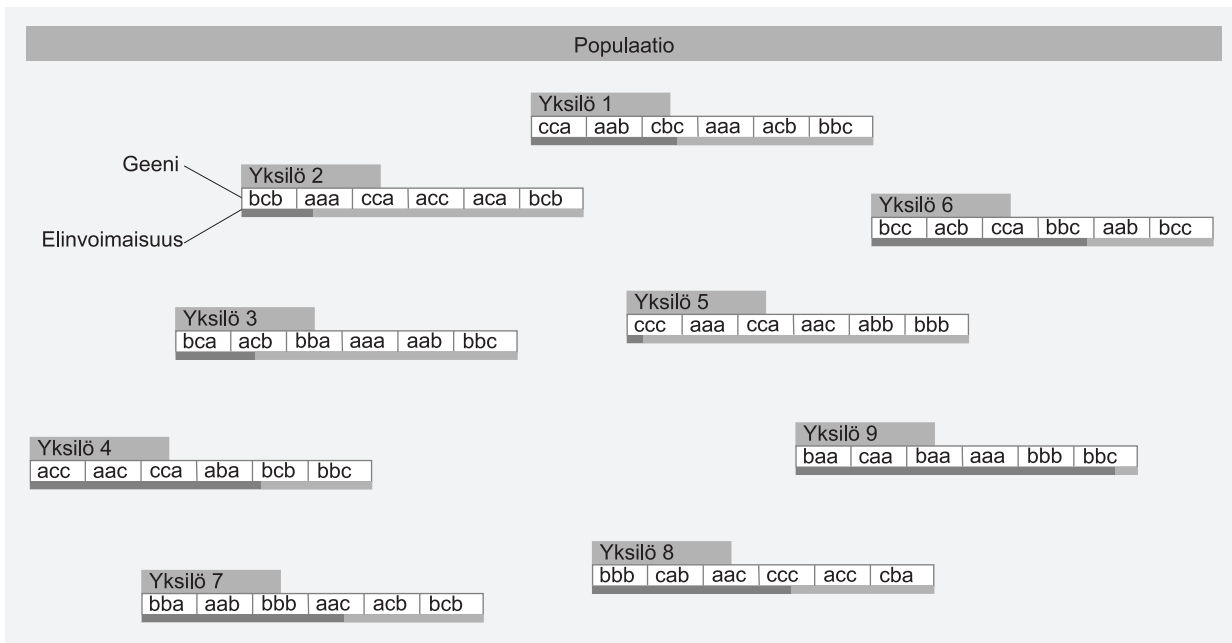 Populaatio
Yksilö 1
cca aab cbc aaa acb bbc
Geeni
Yksilö 2
bcb aaa cca acc aca bcb
Elinvoimaisuus
Yksilö 6
bcc acb cca bbc aab bcc
Yksilö 3
bca acb bba aaa aab bbc
Yksilö 5
ccc aaa cca aac abb bbb
Yksilö 4
acc aac cca aba bcb bbc
Yksilö 9
baa caa baa aaa bbb bbc
Yksilö 7
bba aab bbb aac acb bcb
Yksilö 8
bbb cab aac ccc acc cba